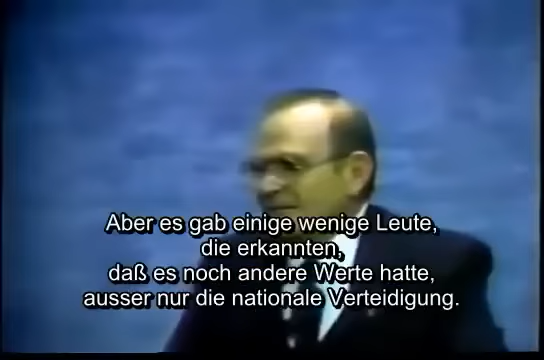 Aber es gab einige wenige Leute,
die erkannten,
daß es noch andere Werte hatte,
ausser nur die nationale Verteidigung.